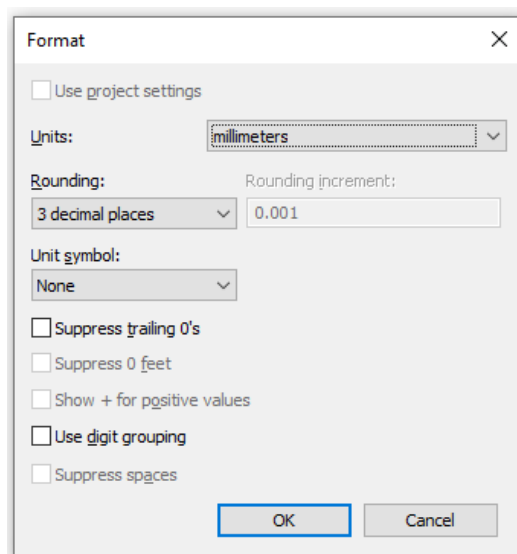 Format
Use project settings
Units: millimeters
Rounding: Rounding increment:
3 decimal places 0.001
Unit symbol:
None
Suppress trailing 0's
Suppress 0 feet
Show + for positive values
Use digit grouping
Suppress spaces
OK Cancel